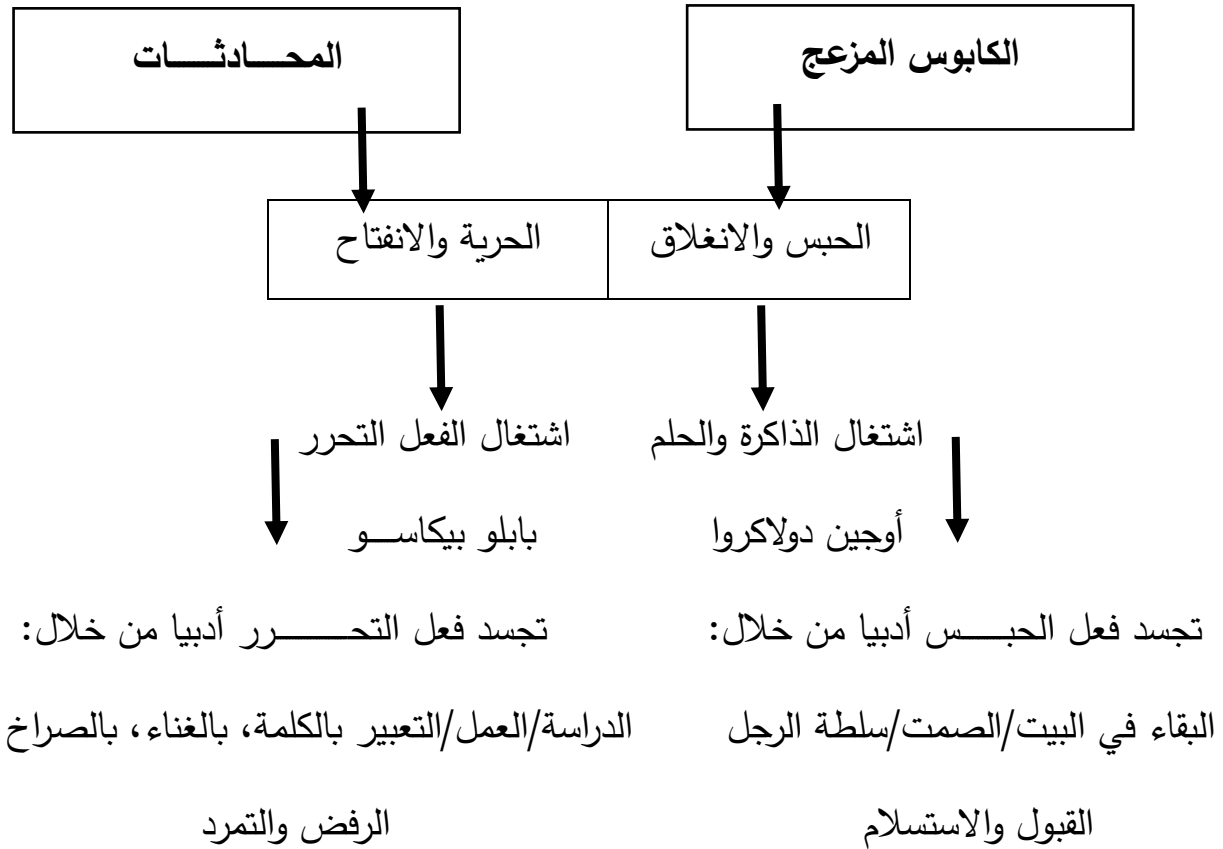 الكابوس المزعج
المحادثات
الحبس والانغلاق
الحرية والانفتاح
اشتغال الذاكرة والحلم
اشتغال الفعل التحرر
أوجين دولاكروا
بابلو بيكاسو
تجسد فعل الحبس أدبيا من خلال:
تجسد فعل التحرر أدبيا من خلال:
البقاء في البيت/الصمت/سلطة الرجل
الدراسة/العمل/التعبير بالكلمة، بالغناء، بالصراخ
القبول والاستسلام
الرفض والتمرد